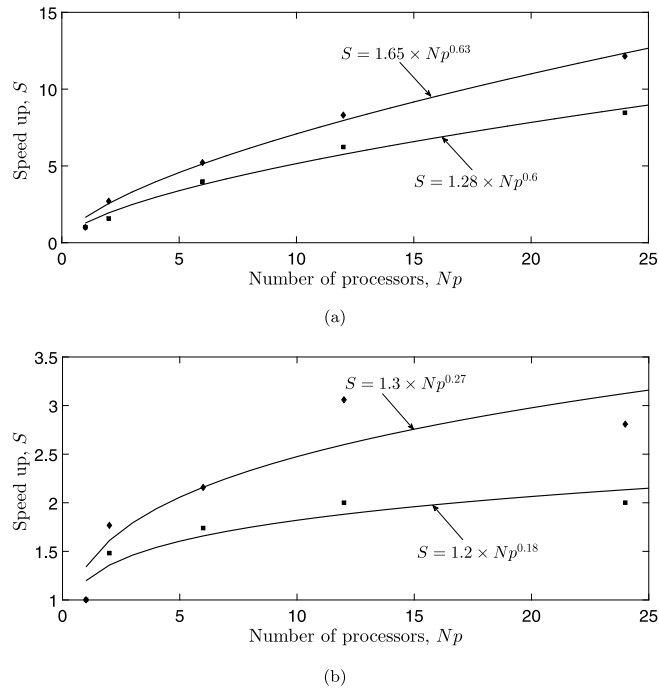 15
10
5
0
Speed up, S
S = 1.65 × Np^0.63
S = 1.28 × Np^0.6
0 5 10 15 20 25
Number of processors, Np
(a)
3.5
3
2.5
2
1.5
1
Speed up, S
S = 1.3 × Np^0.27
S = 1.2 × Np^0.18
0 5 10 15 20 25
Number of processors, Np
(b)